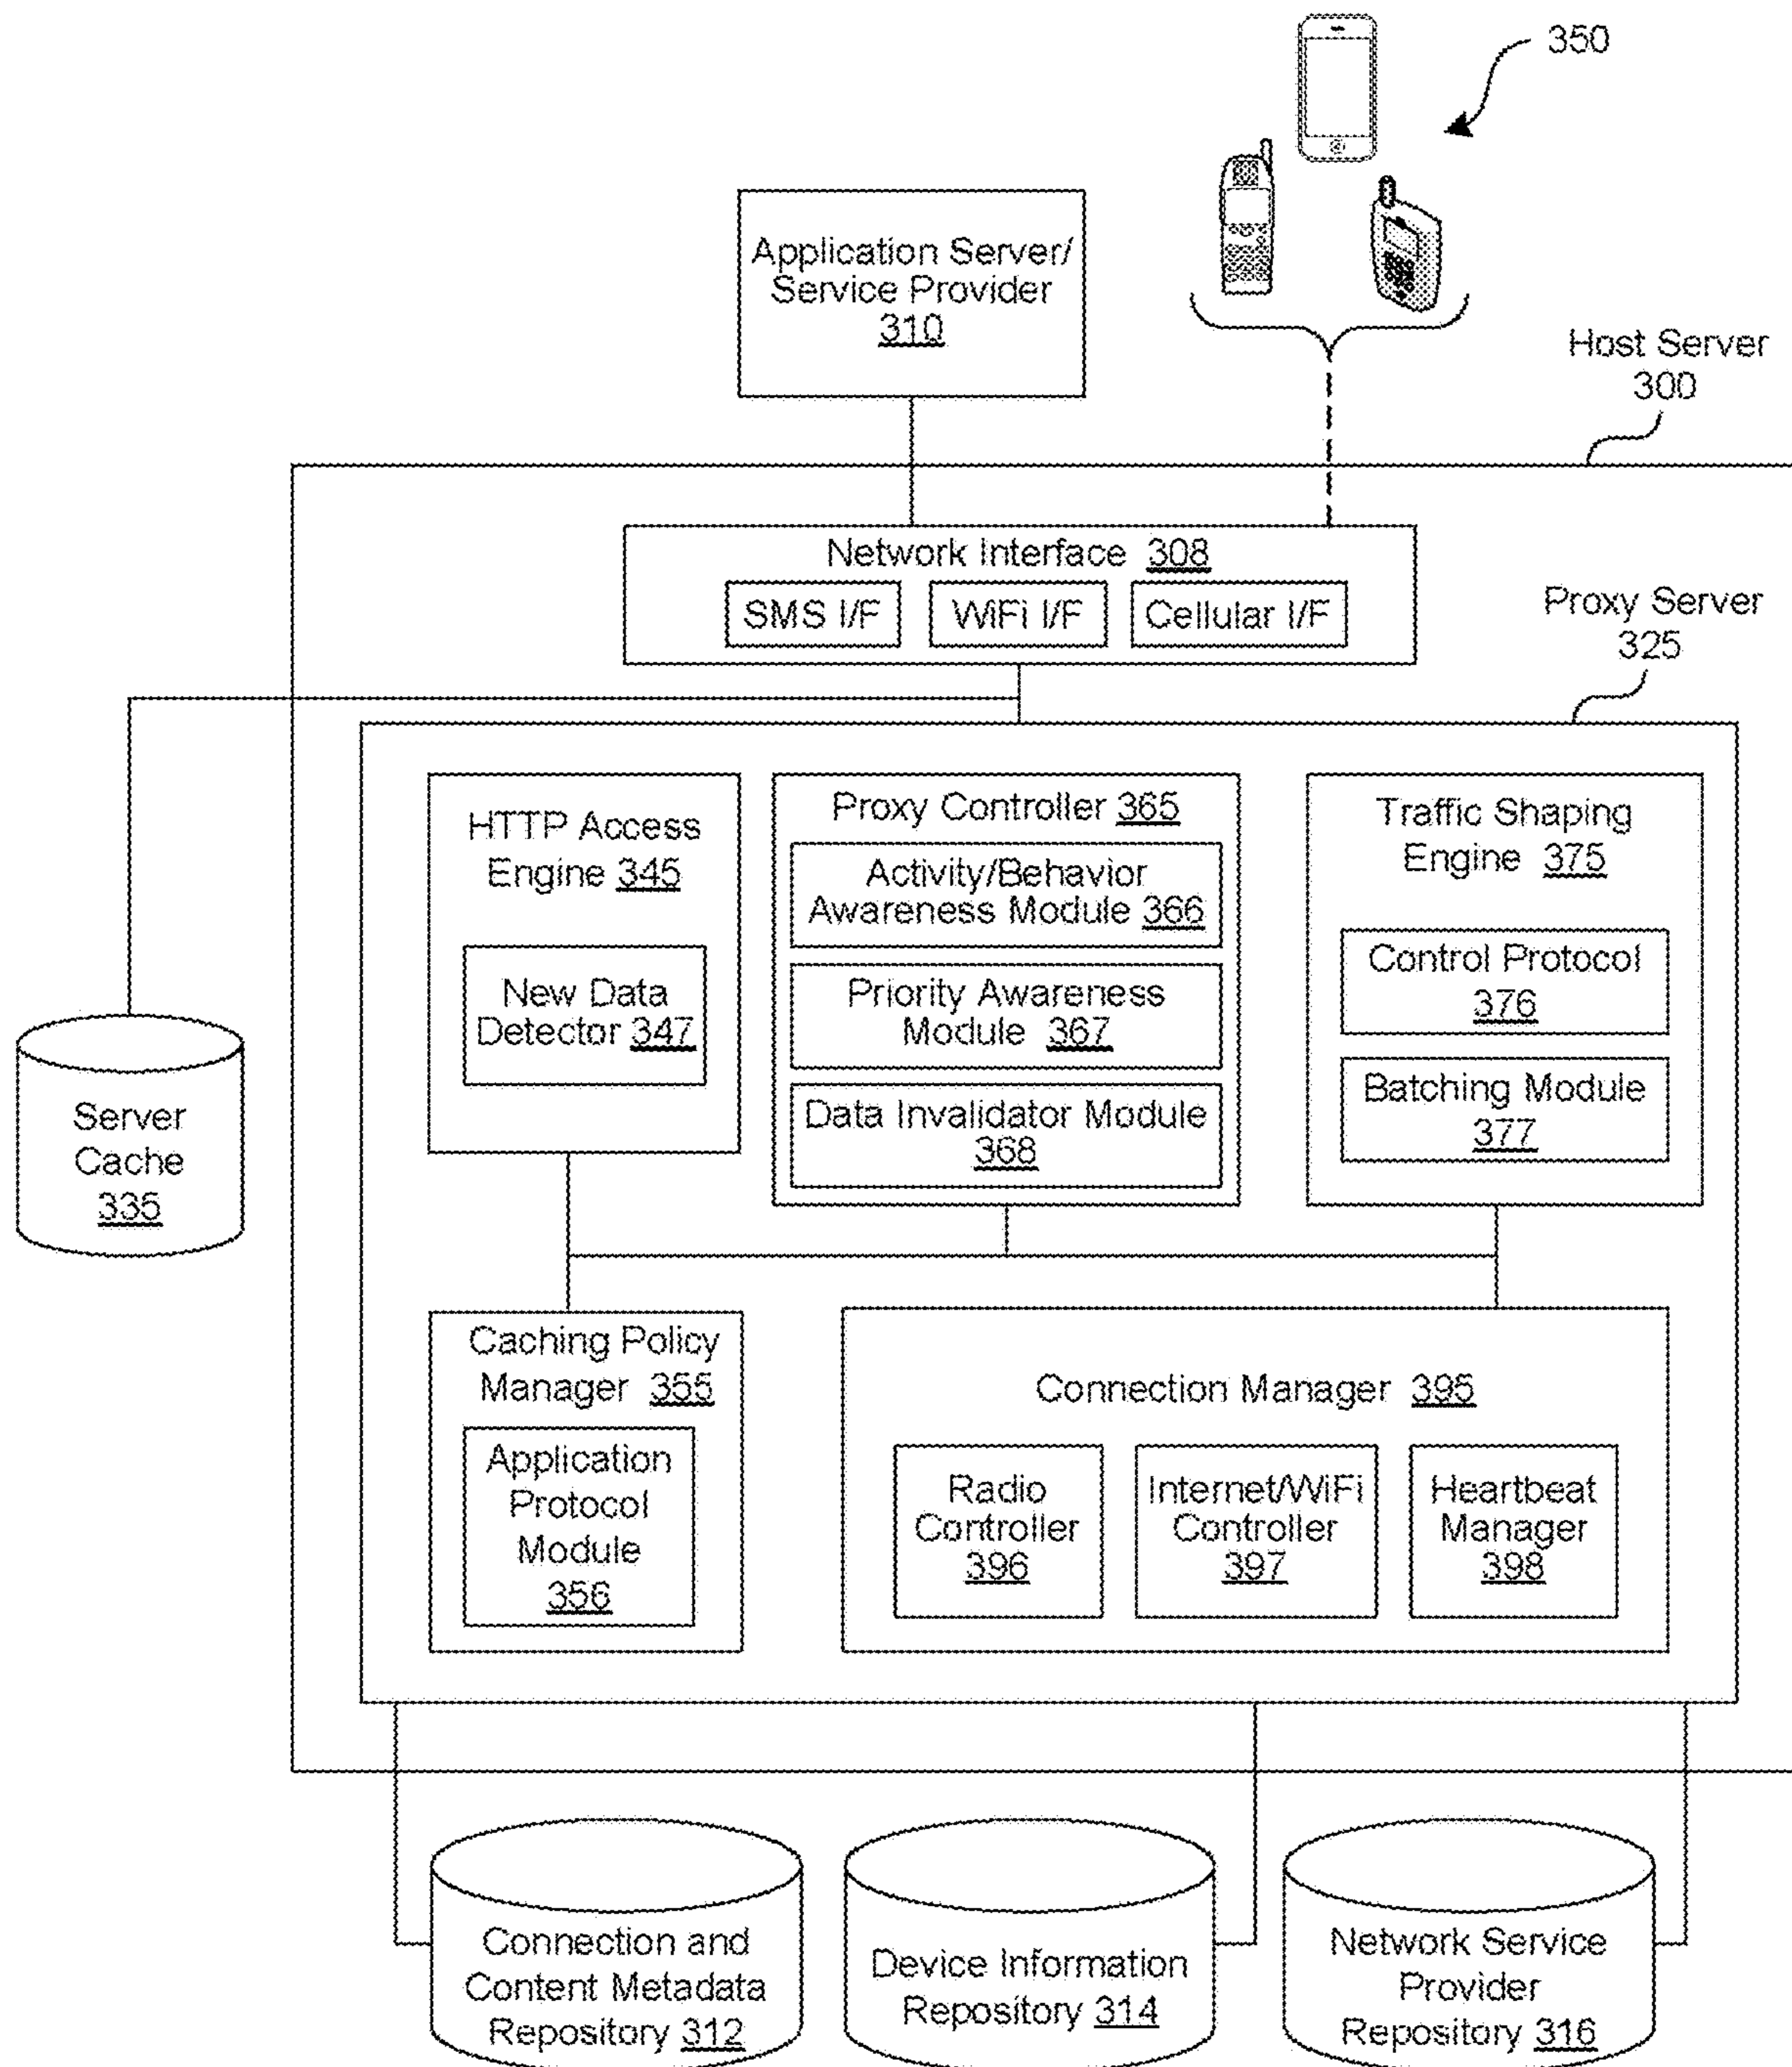 350
Application Server/
Service Provider
310
Host Server
300
Network Interface 308
SMS I/F
WiFi I/F
Cellular I/F
Proxy Server
325
HTTP Access
Engine 345
New Data
Detector 347
Proxy Controller 365
Activity/Behavior
Awareness Module 366
Priority Awareness
Module 367
Data Invalidator Module
368
Traffic Shaping
Engine 375
Control Protocol
376
Batching Module
377
Server
Cache
335
Caching Policy
Manager 355
Application
Protocol
Module
356
Connection Manager 395
Radio
Controller
396
Internet/WiFi
Controller
397
Heartbeat
Manager
398
Connection and
Content Metadata
Repository 312
Device Information
Repository 314
Network Service
Provider
Repository 316